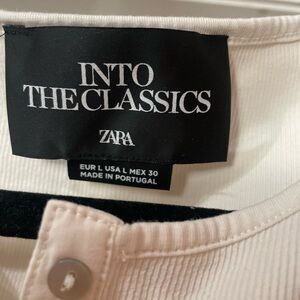 INTO
THE CLASSICS
ZARA
EUR L USA L MEX 30
MADE IN PORTUGAL